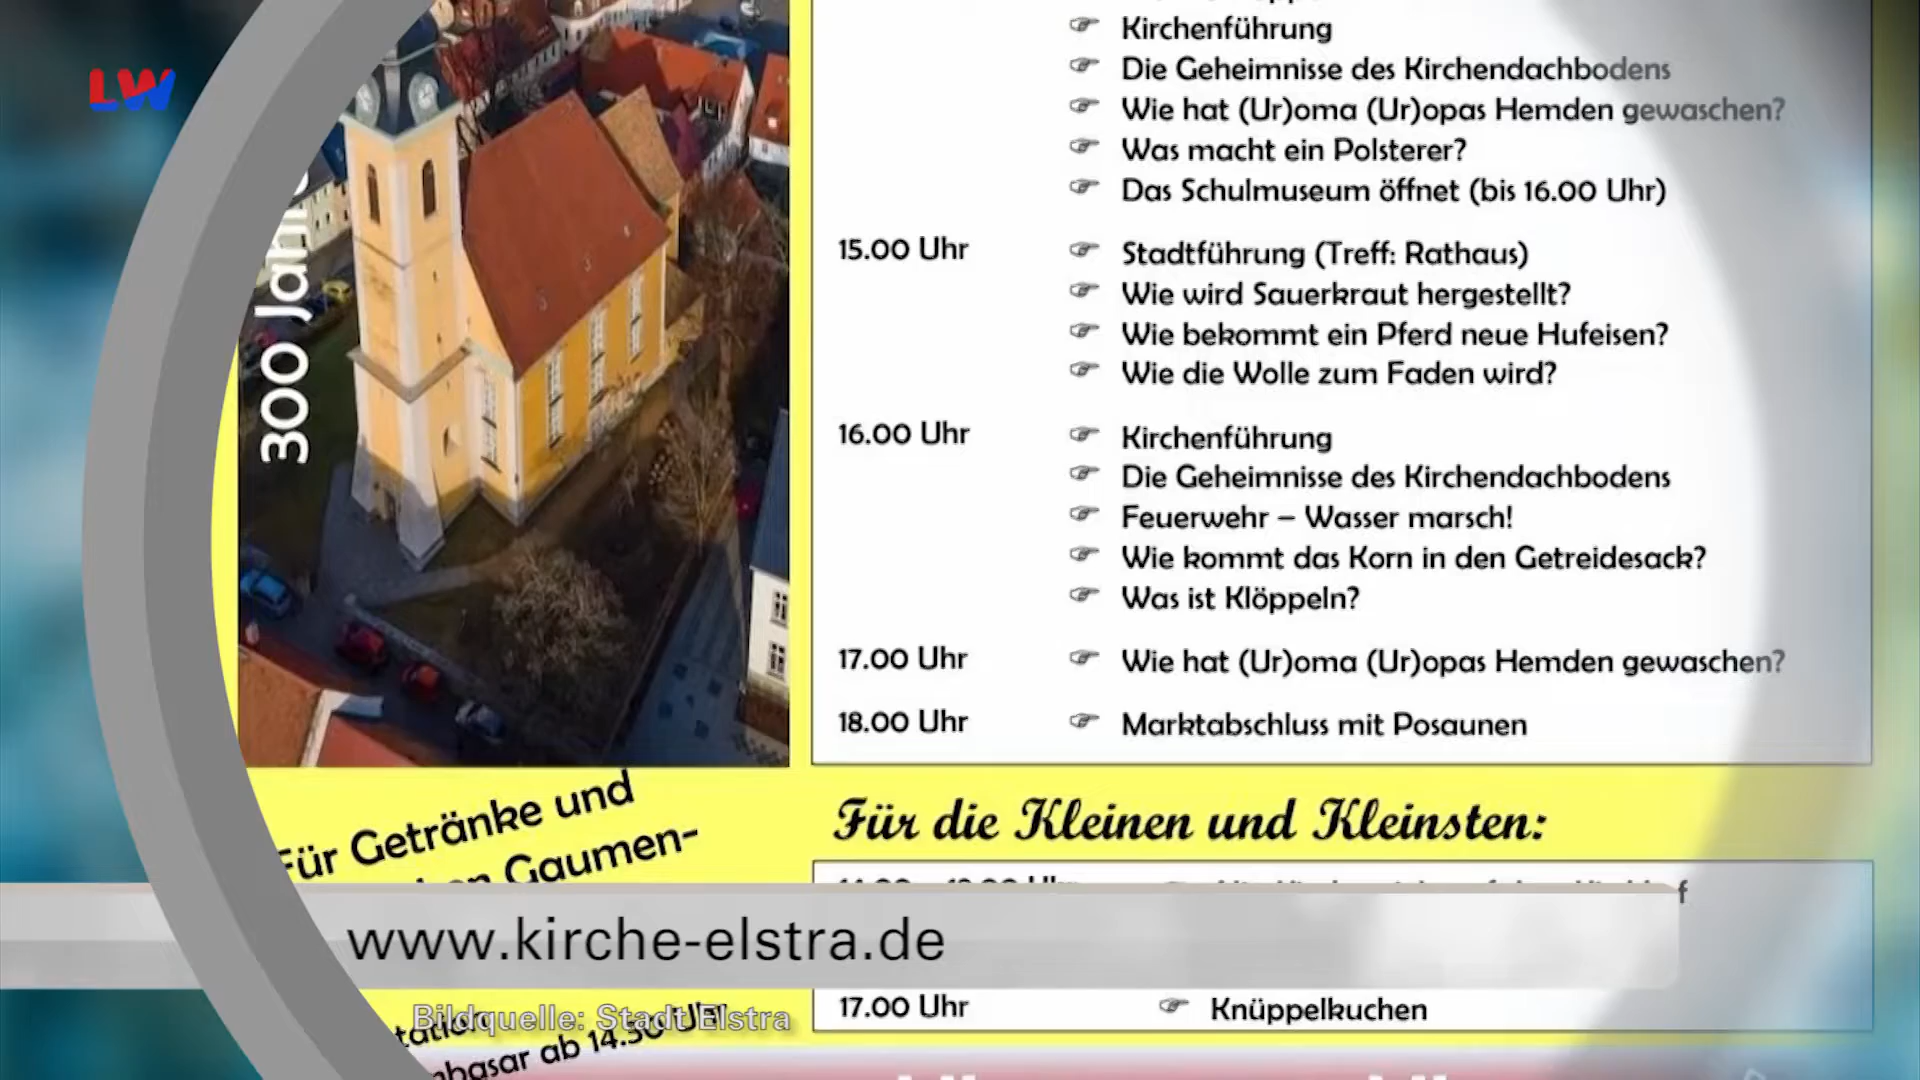 LW
300 Jahre
Kirchenführung
Die Geheimnisse des Kirchendachbodens
Wie hat (Ur)oma (Ur)opas Hemden gewaschen?
Was macht ein Polsterer?
Das Schulmuseum öffnet (bis 16.00 Uhr)
15.00 Uhr
Stadtführung (Treff: Rathaus)
Wie wird Sauerkraut hergestellt?
Wie bekommt ein Pferd neue Hufeisen?
Wie die Wolle zum Faden wird?
16.00 Uhr
Kirchenführung
Die Geheimnisse des Kirchendachbodens
Feuerwehr – Wasser marsch!
Wie kommt das Korn in den Getreidesack?
Was ist Klöppeln?
17.00 Uhr
Wie hat (Ur)oma (Ur)opas Hemden gewaschen?
18.00 Uhr
Marktabschluss mit Posaunen
Für Getränke und
Gaumen-
Für die Kleinen und Kleinsten:
www.kirche-elstra.de
17.00 Uhr
Knüppelkuchen
Bildquelle: Stadt Elstra
ab 14.30 Uhr